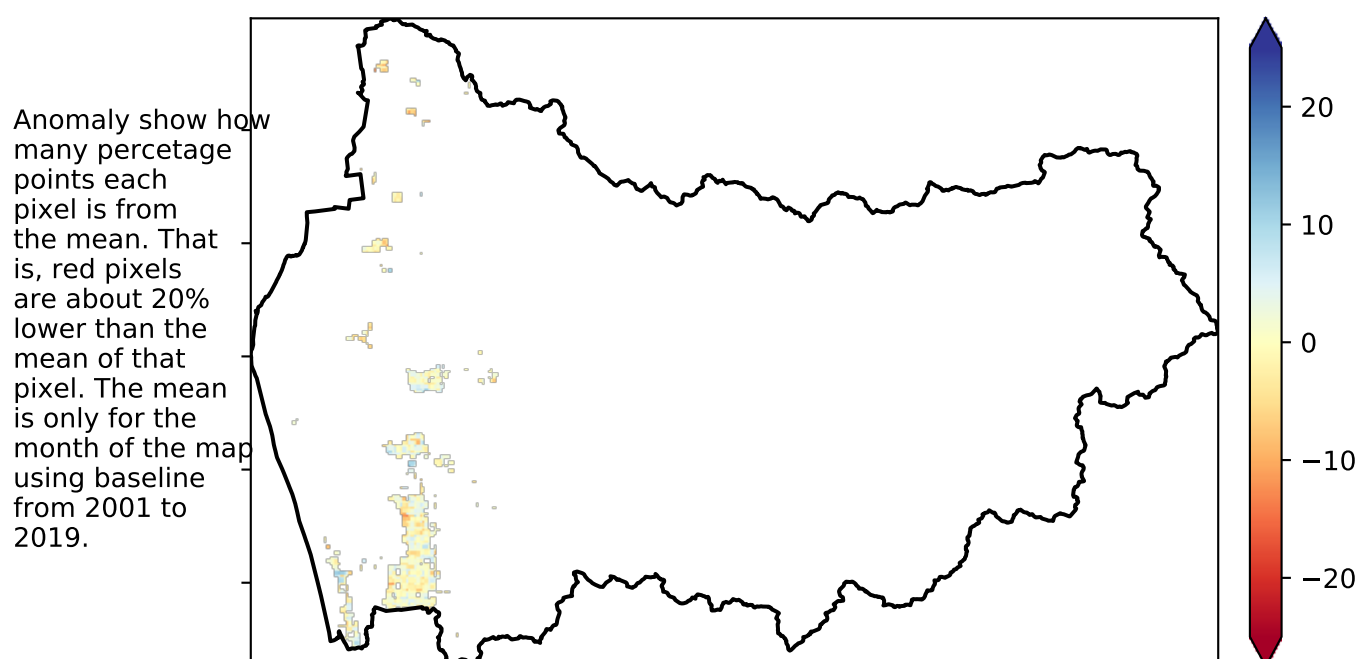 Anomaly show how
many percetage
points each
pixel is from
the mean. That
is, red pixels
are about 20%
lower than the
mean of that
pixel. The mean
is only for the
month of the map
using baseline
from 2001 to
2019.
20
10
0
−10
−20